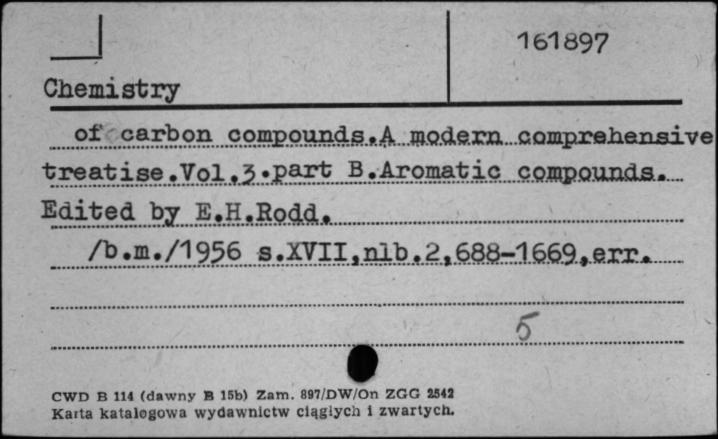 161897
Chemistry
of carbon compounds.A modern comprehensive
treatise.Vol.3.part B.Aromatic compounds.
Edited by E.H.Rodd.
/b.m./1956 s.XVII,nlb.2,688-1669,err.
5
CWD B 114 (dawny B 15b) Zam. 897/DW/On ZGG 2542
Karta katalogowa wydawnictw ciągłych i zwartych.